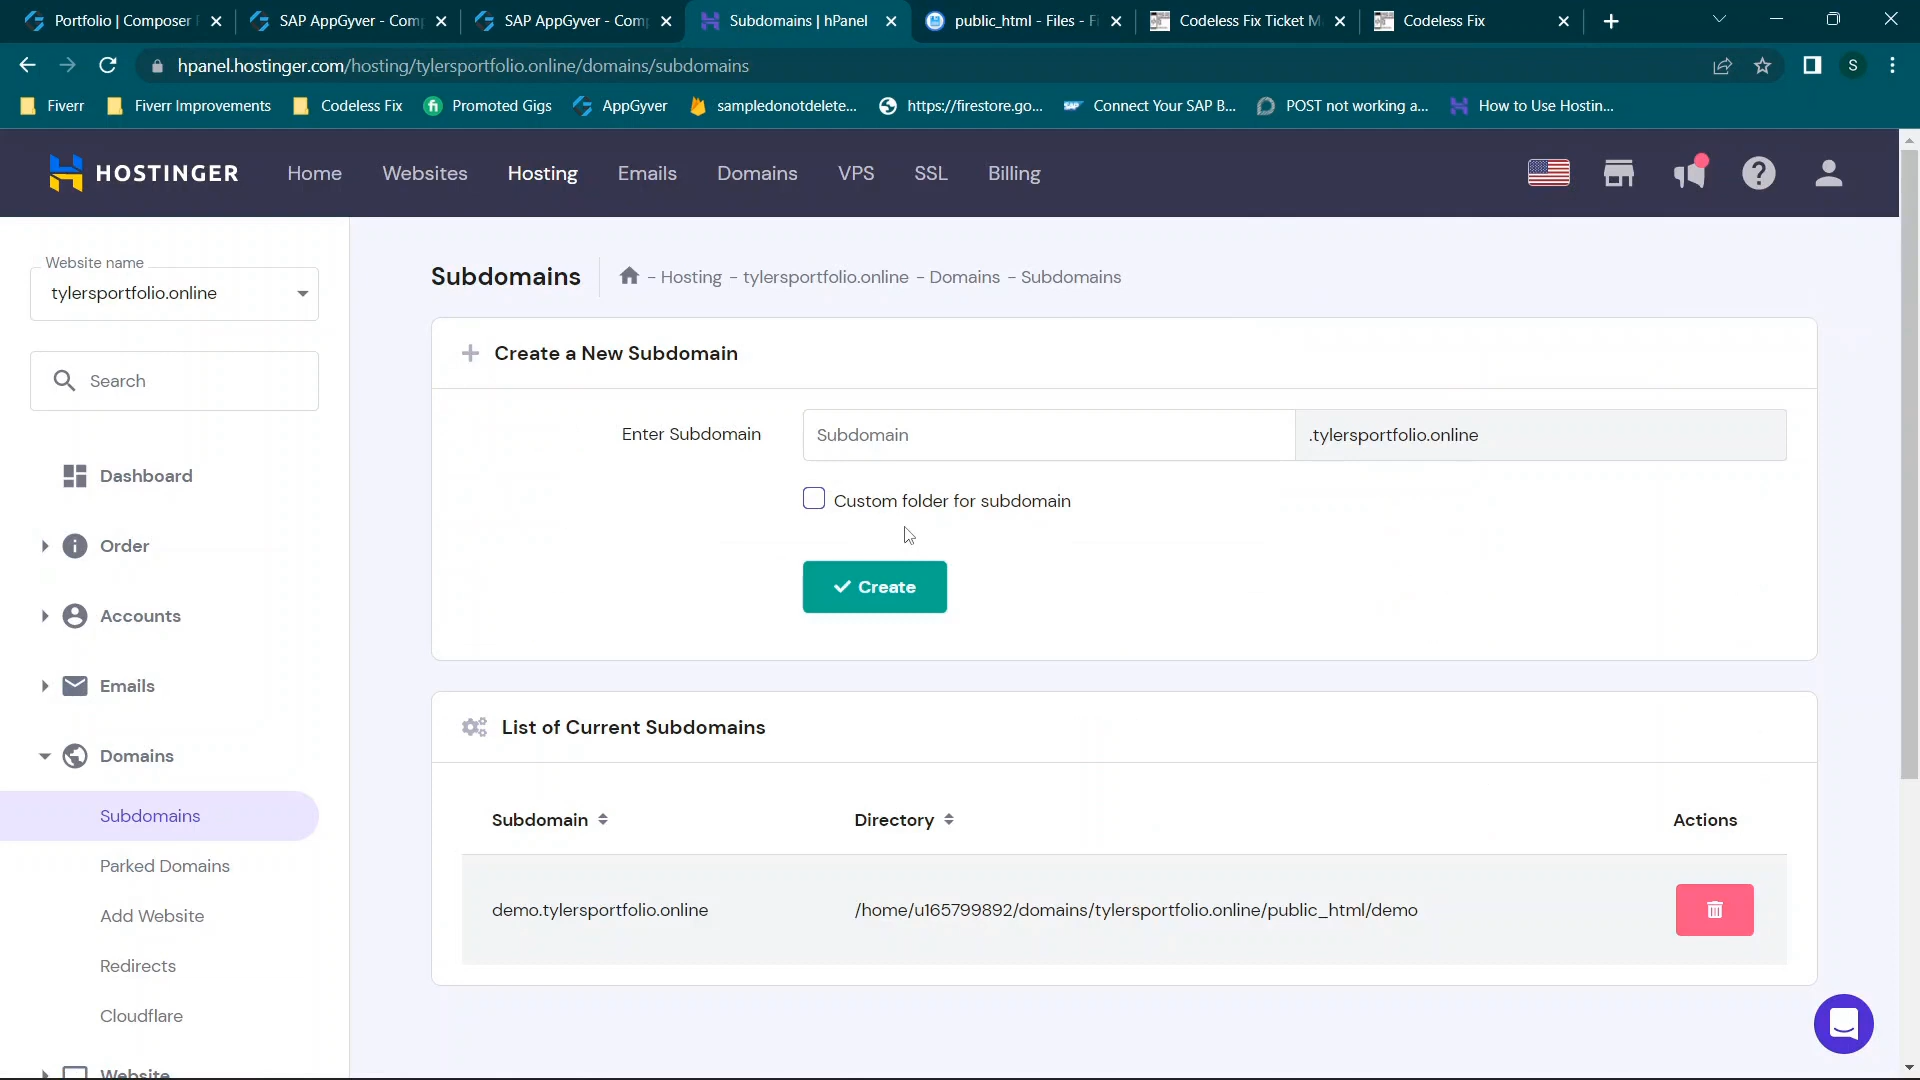 Portfolio | Composer
SAP AppGyver - Com
SAP AppGyver - Com
Subdomains | hPanel
public_html - Files - Fi
Codeless Fix Ticket M
Codeless Fix
hpanel.hostinger.com/hosting/tylersportfolio.online/domains/subdomains
S
Fiverr
Fiverr Improvements
Codeless Fix
Promoted Gigs
AppGyver
sampledonotdelete...
https://firestore.go...
Connect Your SAP B...
POST not working a...
How to Use Hostin...
HOSTINGER
Home
Websites
Hosting
Emails
Domains
VPS
SSL
Billing
Website name
tylersportfolio.online
Search
Dashboard
Order
Accounts
Emails
Domains
Subdomains
Parked Domains
Add Website
Redirects
Cloudflare
Website
Subdomains
- Hosting - tylersportfolio.online - Domains - Subdomains
Create a New Subdomain
Enter Subdomain
Subdomain
.tylersportfolio.online
Custom folder for subdomain
Create
List of Current Subdomains
Subdomain
Directory
Actions
demo.tylersportfolio.online
/home/u165799892/domains/tylersportfolio.online/public_html/demo